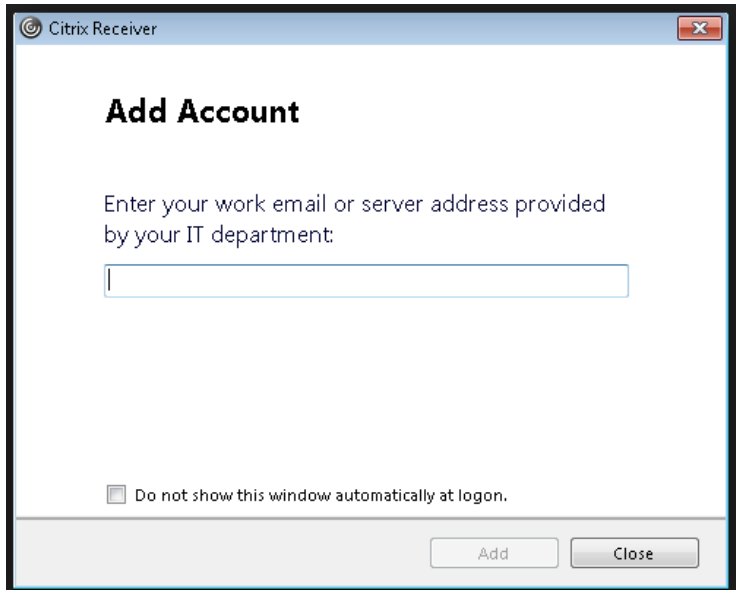 Citrix Receiver
Add Account
Enter your work email or server address provided
by your IT department:
Do not show this window automatically at logon.
Add
Close